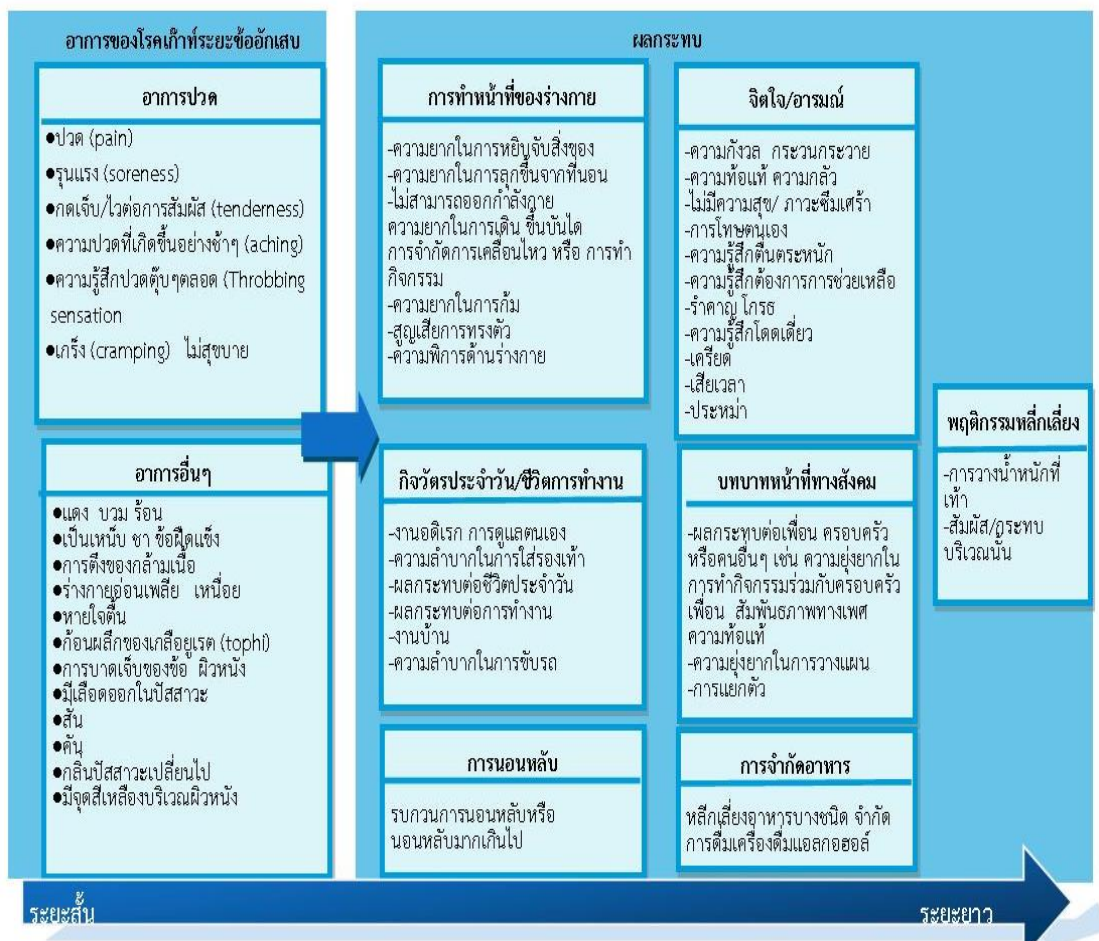 อาการของโรคเก๊าท์ระยะข้ออักเสบ
อาการปวด
●ปวด (pain)
●รุนแรง (soreness)
●กดเจ็บ/ไวต่อการสัมผัส (tenderness)
●ความปวดที่เกิดขึ้นอย่างช้าๆ (aching)
●ความรู้สึกปวดตุ๊บๆตลอด (Throbbing
sensation
●เกร็ง (cramping) ไม่สุขบาย
อาการอื่นๆ
●แดง บวม ร้อน
●เป็นเหน็บ ชา ข้อฝืดแข็ง
●การตึงของกล้ามเนื้อ
●ร่างกายอ่อนเพลีย เหนื่อย
●หายใจตื้น
●ก้อนผลึกของเกลือยูเรต (tophi)
●การบาดเจ็บของข้อ ผิวหนัง
●มีเลือดออกในปัสสาวะ
●สั่น
●คัน
●กลิ่นปัสสาวะเปลี่ยนไป
●มีจุดสีเหลืองบริเวณผิวหนัง
ผลกระทบ
การทำหน้าที่ของร่างกาย
-ความยากในการหยิบจับสิ่งของ
-ความยากในการลุกขึ้นจากที่นอน
-ไม่สามารถออกกำลังกาย
ความยากในการเดิน ขึ้นบันได
การจำกัดการเคลื่อนไหว หรือ การทำ
กิจกรรม
-ความยากในการก้ม
-สูญเสียการทรงตัว
-ความพิการด้านร่างกาย
จิตใจ/อารมณ์
-ความกังวล กระวนกระวาย
-ความท้อแท้ ความกลัว
-ไม่มีความสุข/ ภาวะซึมเศร้า
-การโทษตนเอง
-ความรู้สึกตื่นตระหนัก
-ความรู้สึกต้องการการช่วยเหลือ
-รำคาญ โกรธ
-ความรู้สึกโดดเดี่ยว
-เครียด
-เสียเวลา
-ประหม่า
กิจวัตรประจำวัน/ชีวิตการทำงาน
-งานอดิเรก การดูแลตนเอง
-ความลำบากในการใส่รองเท้า
-ผลกระทบต่อชีวิตประจำวัน
-ผลกระทบต่อการทำงาน
-งานบ้าน
-ความลำบากในการขับรถ
บทบาทหน้าที่ทางสังคม
-ผลกระทบต่อเพื่อน ครอบครัว
หรือคนอื่นๆ เช่น ความยุ่งยากใน
การทำกิจกรรมร่วมกับครอบครัว
เพื่อน สัมพันธภาพทางเพศ
ความท้อแท้
-ความยุ่งยากในการวางแผน
-การแยกตัว
การนอนหลับ
รบกวนการนอนหลับหรือ
นอนหลับมากเกินไป
การจำกัดอาหาร
หลีกเลี่ยงอาหารบางชนิด จำกัด
การดื่มเครื่องดื่มแอลกอฮอล์
พฤติกรรมหลีกเลี่ยง
-การวางน้ำหนักที่
เท้า
-สัมผัส/กระทบ
บริเวณนั้น
ระยะสั้น
ระยะยาว